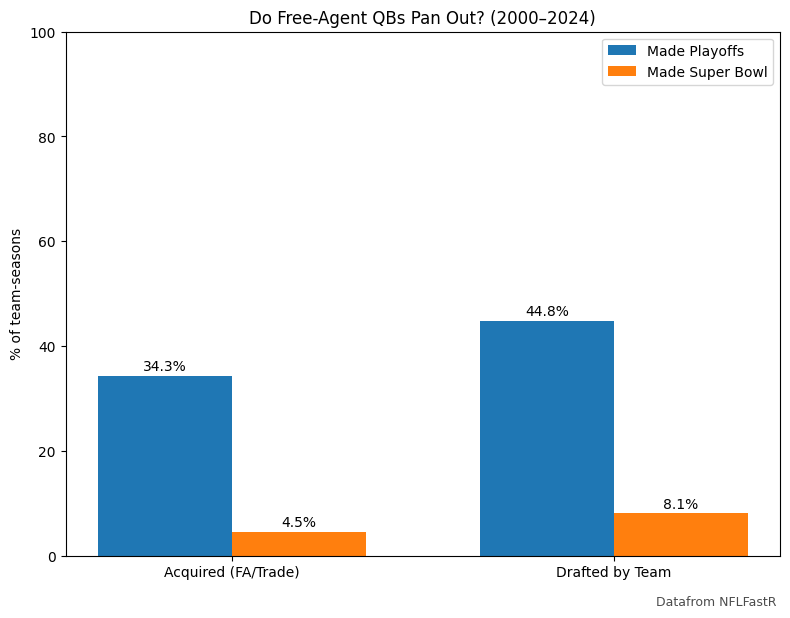 Do Free-Agent QBs Pan Out? (2000–2024)
Made Playoffs
Made Super Bowl
% of team-seasons
100
80
60
40
20
0
34.3%
4.5%
44.8%
8.1%
Acquired (FA/Trade)
Drafted by Team
Datafrom NFLFastR